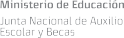 Ministerio de Educación
Junta Nacional de Auxilio
Escolar y Becas